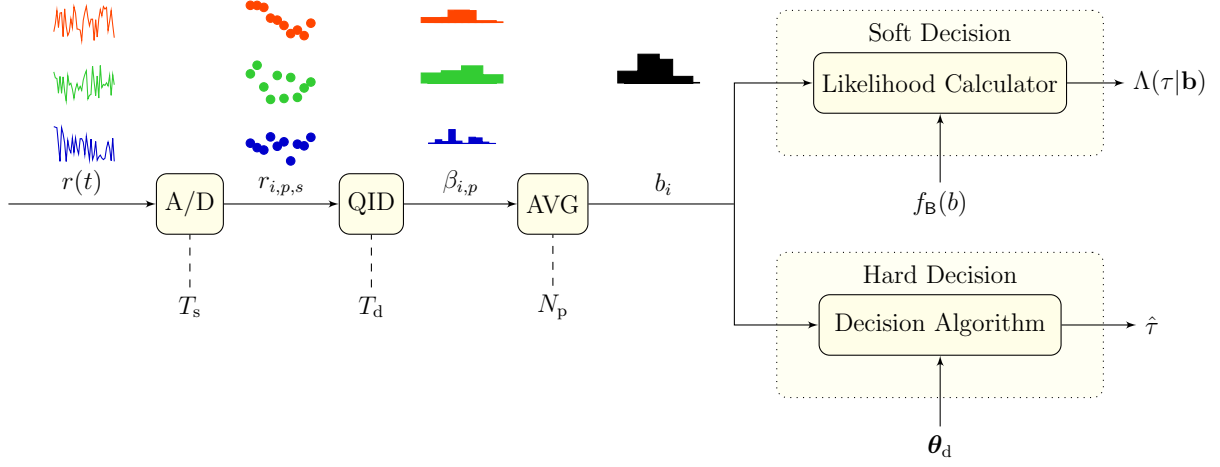 Soft Decision
Likelihood Calculator
Λ(τ|𝐛)
r(t)
r_{i,p,s}
β_{i,p}
b_i
f_B(b)
A/D
QID
AVG
T_s
T_d
N_p
Hard Decision
Decision Algorithm
τ̂
θ_d